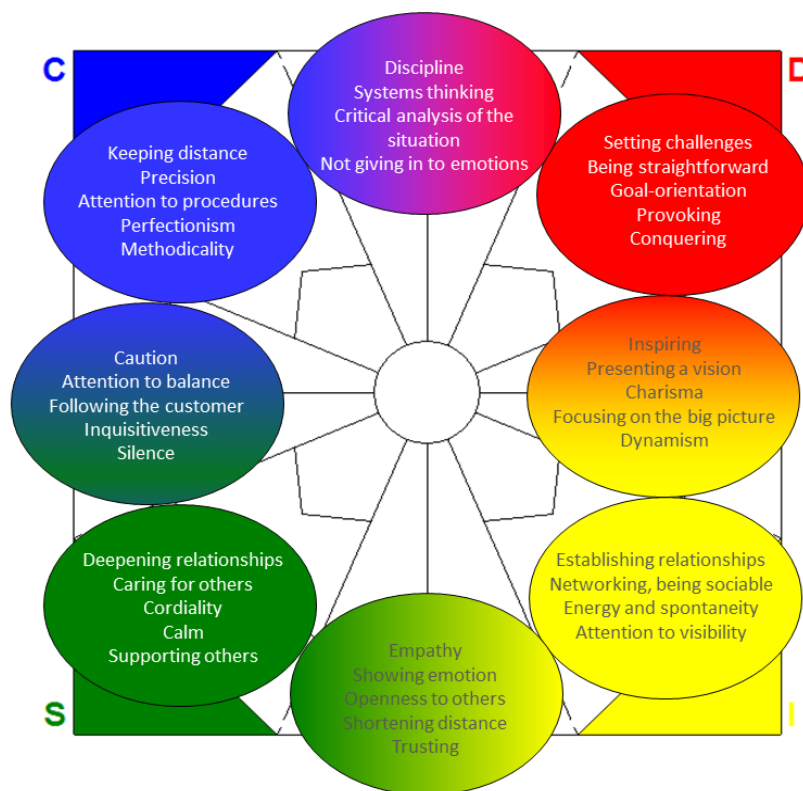 C
D
Discipline
Systems thinking
Critical analysis of the
situation
Not giving in to emotions
Keeping distance
Precision
Attention to procedures
Perfectionism
Methodicality
Setting challenges
Being straightforward
Goal-orientation
Provoking
Conquering
Caution
Attention to balance
Following the customer
Inquisitiveness
Silence
Inspiring
Presenting a vision
Charisma
Focusing on the big picture
Dynamism
Deepening relationships
Caring for others
Cordiality
Calm
Supporting others
Establishing relationships
Networking, being sociable
Energy and spontaneity
Attention to visibility
Empathy
Showing emotion
Openness to others
Shortening distance
Trusting
S
I